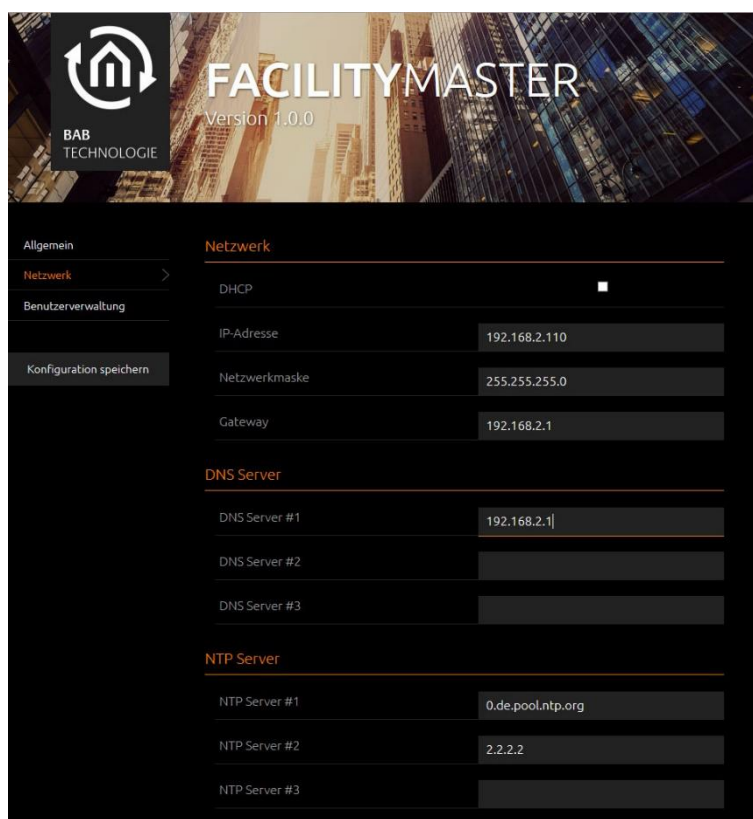 BAB
TECHNOLOGIE
FACILITYMASTER
Version 1.0.0
Allgemein
Netzwerk
Benutzerverwaltung
Konfiguration speichern
Netzwerk
DHCP
IP-Adresse 192.168.2.110
Netzwerkmaske 255.255.255.0
Gateway 192.168.2.1
DNS Server
DNS Server #1 192.168.2.1
DNS Server #2
DNS Server #3
NTP Server
NTP Server #1 0.de.pool.ntp.org
NTP Server #2 2.2.2.2
NTP Server #3